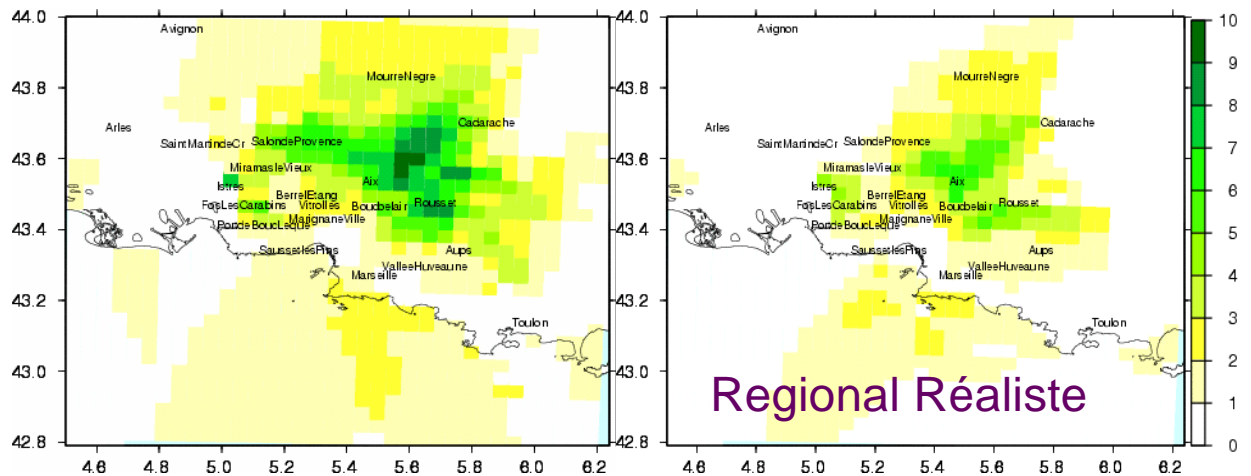 44.0
43.8
43.6
43.4
43.2
43.0
42.8
4.6 4.8 5.0 5.2 5.4 5.6 5.8 6.0 6.2
Avignon
MourreNegre
Arles
Cadarache
SaintMartindeCr
SalondeProvence
MiramasleVieux
Istres
Aix
BerreEtang
FosLesCarabins
Vitrolles
Boucbelair
Rousset
MarignaneVille
PortdeBoucLeque
SaussetlesPins
Aups
ValleeHuveaune
Marseille
Toulon
44.0
43.8
43.6
43.4
43.2
43.0
42.8
4.6 4.8 5.0 5.2 5.4 5.6 5.8 6.0 6.2
Avignon
MourreNegre
Arles
Cadarache
SaintMartindeCr
SalondeProvence
MiramasleVieux
Istres
Aix
BerreEtang
FosLesCarabins
Vitrolles
Boucbelair
Rousset
MarignaneVille
PortdeBoucLeque
SaussetlesPins
Aups
ValleeHuveaune
Marseille
Toulon
Regional Réaliste
10
9
8
7
6
5
4
3
2
1
0